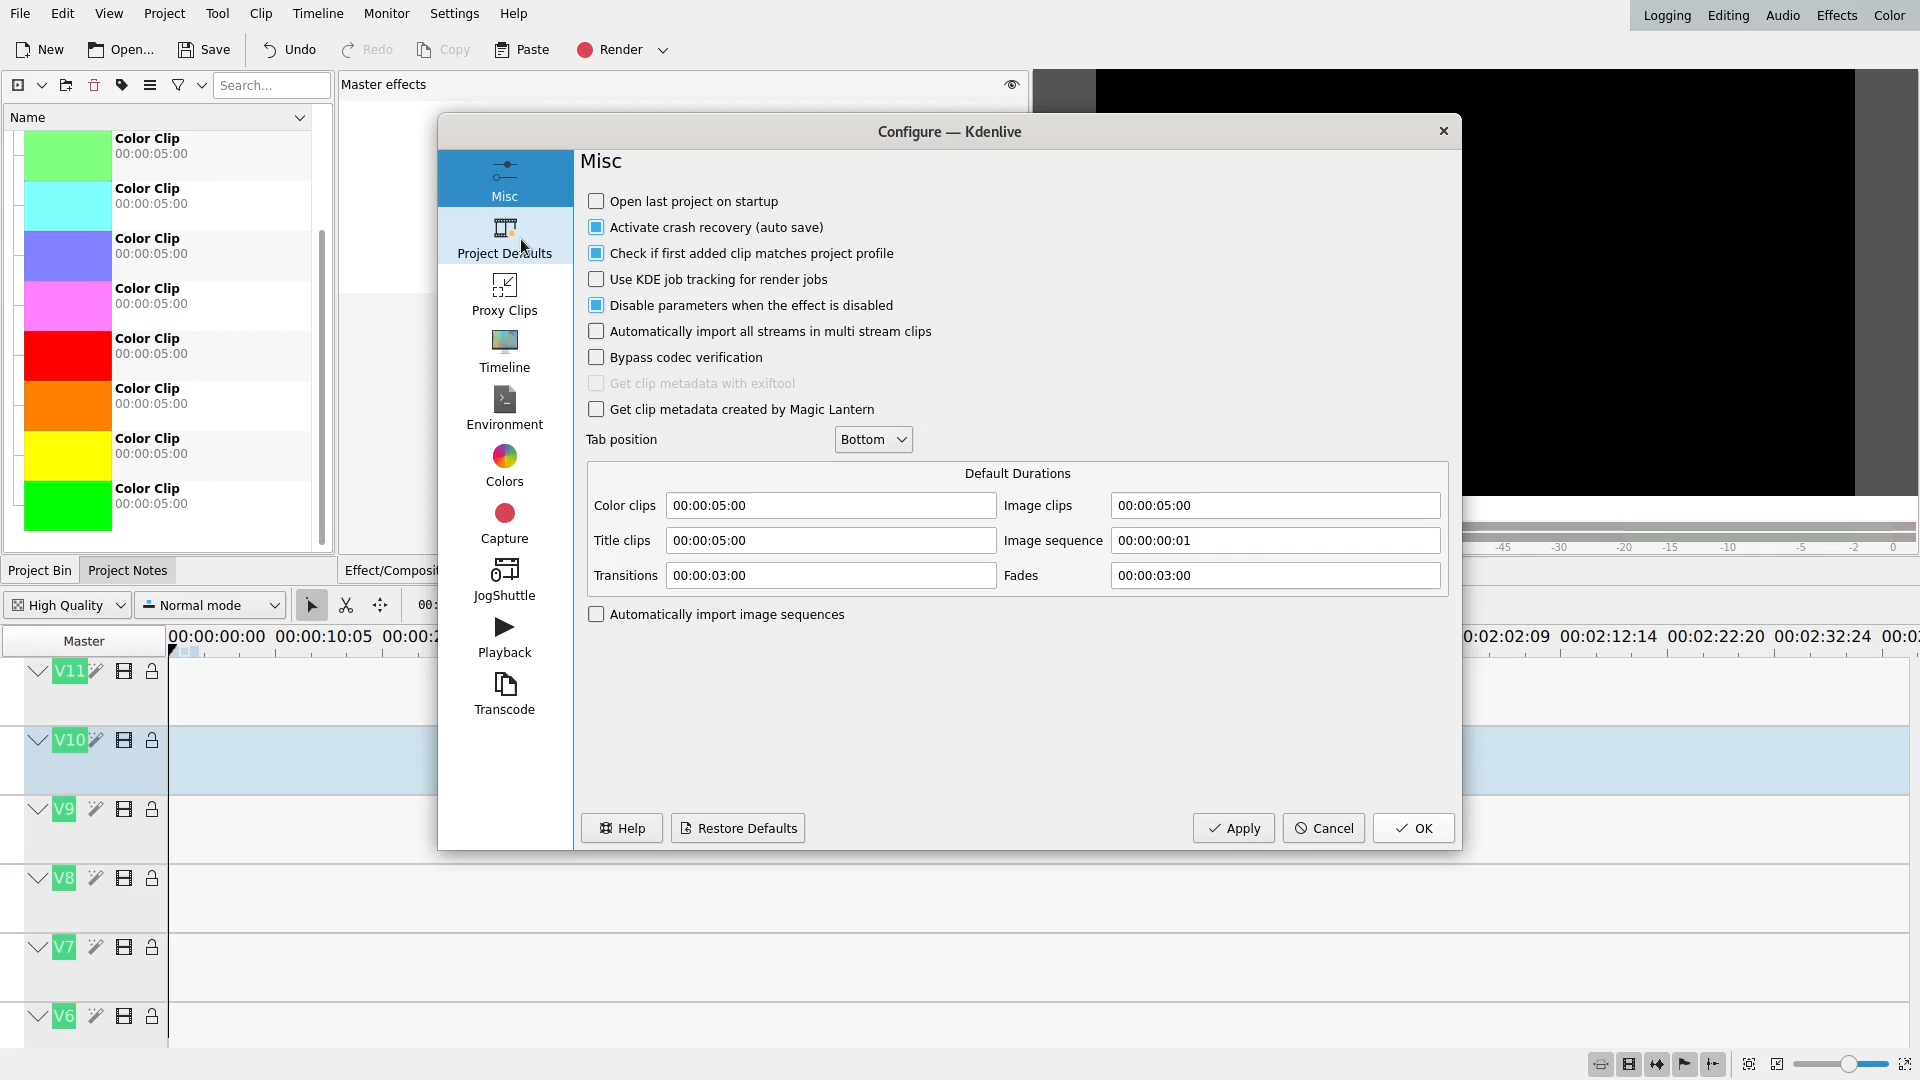 File Edit View Project Tool Clip Timeline Monitor Settings Help
Logging Editing Audio Effects Color
New Open... Save Undo Redo Copy Paste Render
Search...
Master effects
Name
Color Clip
00:00:05:00
Color Clip
00:00:05:00
Color Clip
00:00:05:00
Color Clip
00:00:05:00
Color Clip
00:00:05:00
Color Clip
00:00:05:00
Color Clip
00:00:05:00
Color Clip
00:00:05:00
Project Bin Project Notes
Configure — Kdenlive
Misc
Project Defaults
Proxy Clips
Timeline
Environment
Colors
Capture
JogShuttle
Playback
Transcode
Misc
Open last project on startup
Activate crash recovery (auto save)
Check if first added clip matches project profile
Use KDE job tracking for render jobs
Disable parameters when the effect is disabled
Automatically import all streams in multi stream clips
Bypass codec verification
Get clip metadata with exiftool
Get clip metadata created by Magic Lantern
Tab position Bottom
Default Durations
Color clips 00:00:05:00 Image clips 00:00:05:00
Title clips 00:00:05:00 Image sequence 00:00:00:01
Transitions 00:00:03:00 Fades 00:00:03:00
Automatically import image sequences
Help Restore Defaults Apply Cancel OK
-45 -30 -20 -15 -10 -5 -2 0
High Quality Normal mode
Master
00:00:00:00 00:00:10:05
00:02:12:14 00:02:22:20 00:02:32:24
V11
V10
V9
V8
V7
V6